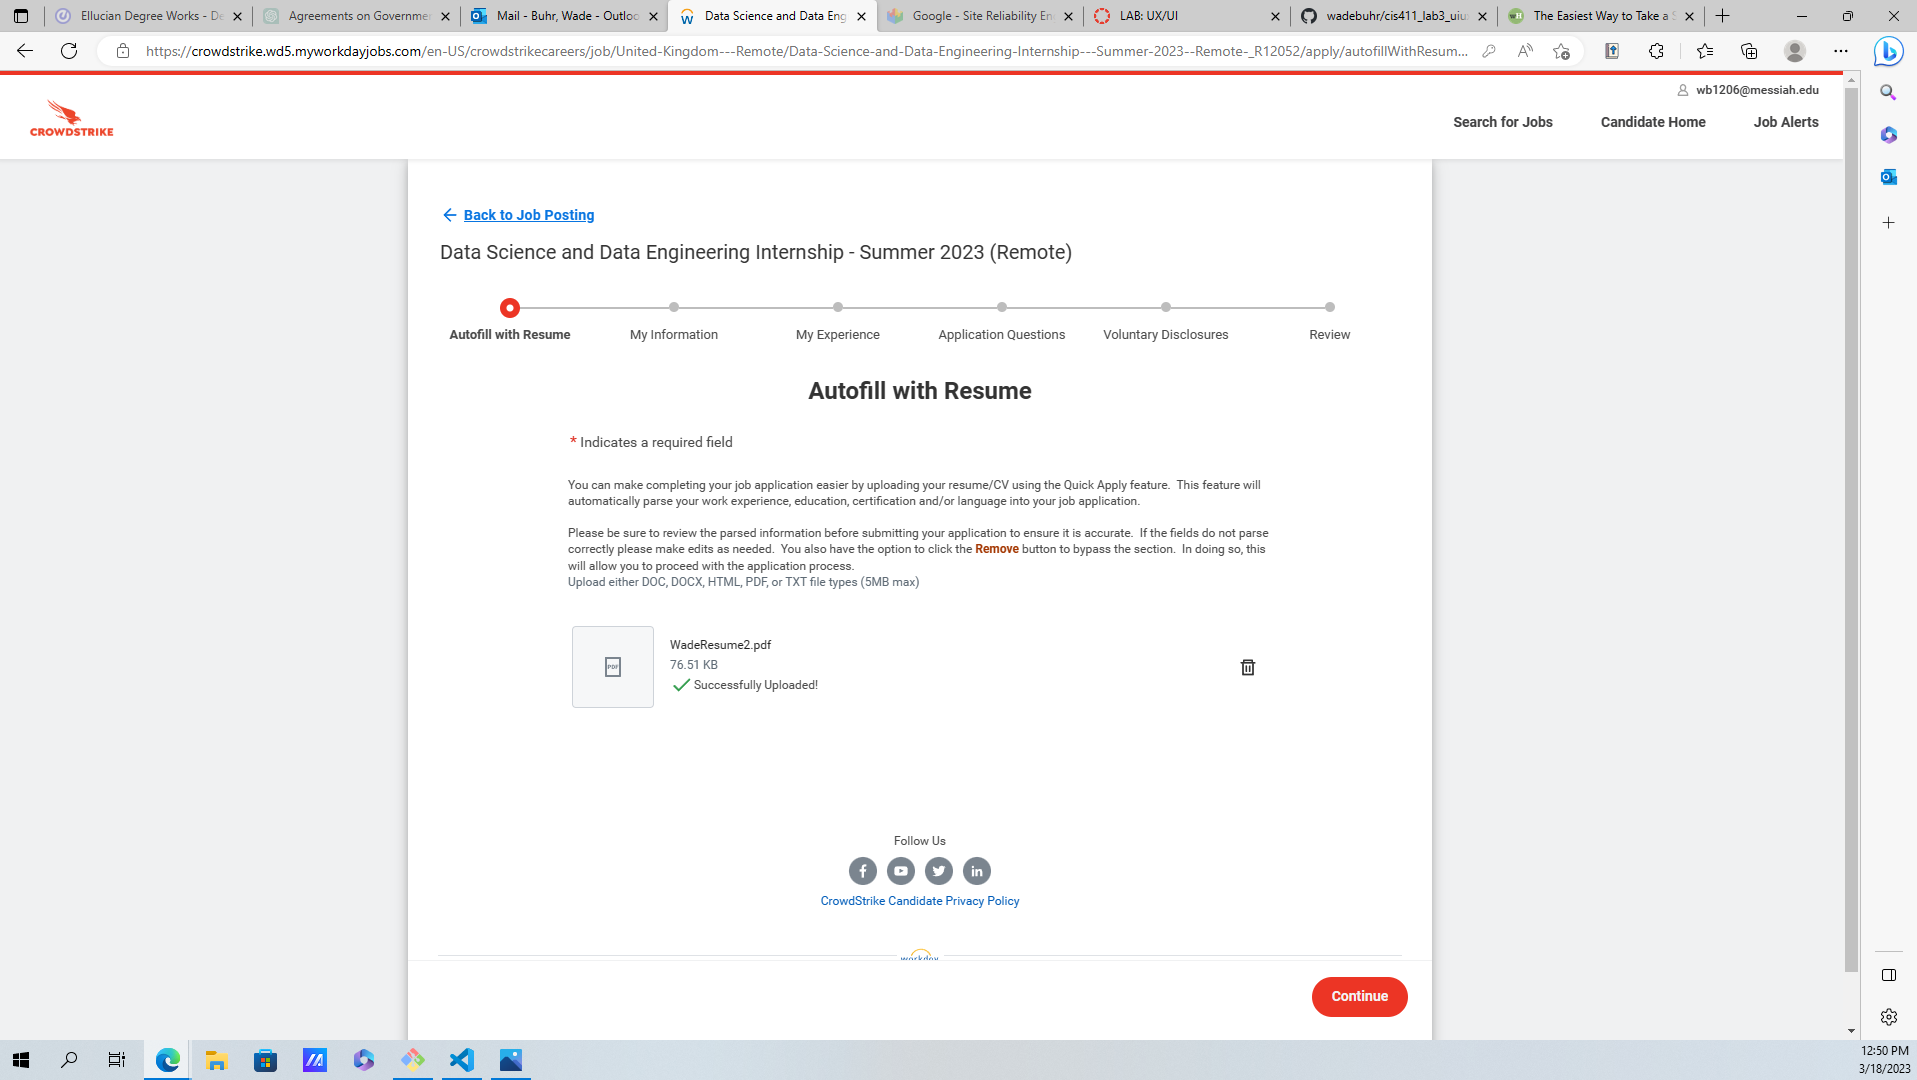 Ellucian Degree Works - De
Agreements on Governmen
Mail - Buhr, Wade - Outloo
Data Science and Data Eng
Google - Site Reliability En
LAB: UX/UI
wadebuhr/cis411_lab3_uiu
The Easiest Way to Take a S
https://crowdstrike.wd5.myworkdayjobs.com/en-US/crowdstrikecareers/job/United-Kingdom---Remote/Data-Science-and-Data-Engineering-Internship---Summer-2023--Remote-_R12052/apply/autofillWithResum...
wb1206@messiah.edu
CROWDSTRIKE
Search for Jobs Candidate Home Job Alerts
Back to Job Posting
Data Science and Data Engineering Internship - Summer 2023 (Remote)
Autofill with Resume My Information My Experience Application Questions Voluntary Disclosures Review
Autofill with Resume
* Indicates a required field
You can make completing your job application easier by uploading your resume/CV using the Quick Apply feature. This feature will
automatically parse your work experience, education, certification and/or language into your job application.
Please be sure to review the parsed information before submitting your application to ensure it is accurate. If the fields do not parse
correctly please make edits as needed. You also have the option to click the Remove button to bypass the section. In doing so, this
will allow you to proceed with the application process.
Upload either DOC, DOCX, HTML, PDF, or TXT file types (5MB max)
PDF
WadeResume2.pdf
76.51 KB
Successfully Uploaded!
Follow Us
CrowdStrike Candidate Privacy Policy
workday
Continue
12:50 PM
3/18/2023